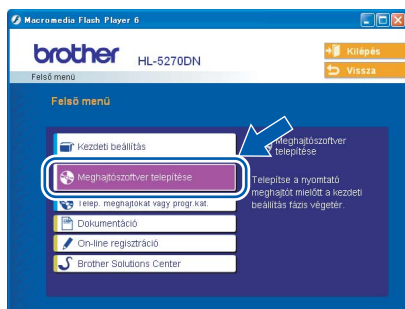 Macromedia Flash Player 6
brother HL-5270DN
Kilépés
Vissza
Felső menü
Felső menü
Kezdeti beállítás
Meghajtószoftver telepítése
Telep. meghajtókat vagy progr.kat.
Dokumentáció
On-line regisztráció
Brother Solutions Center
Meghajtószoftver
telepítése
Telepítse a nyomtató
meghajtót mielőtt a kezdeti
beállítás fázis végetér.